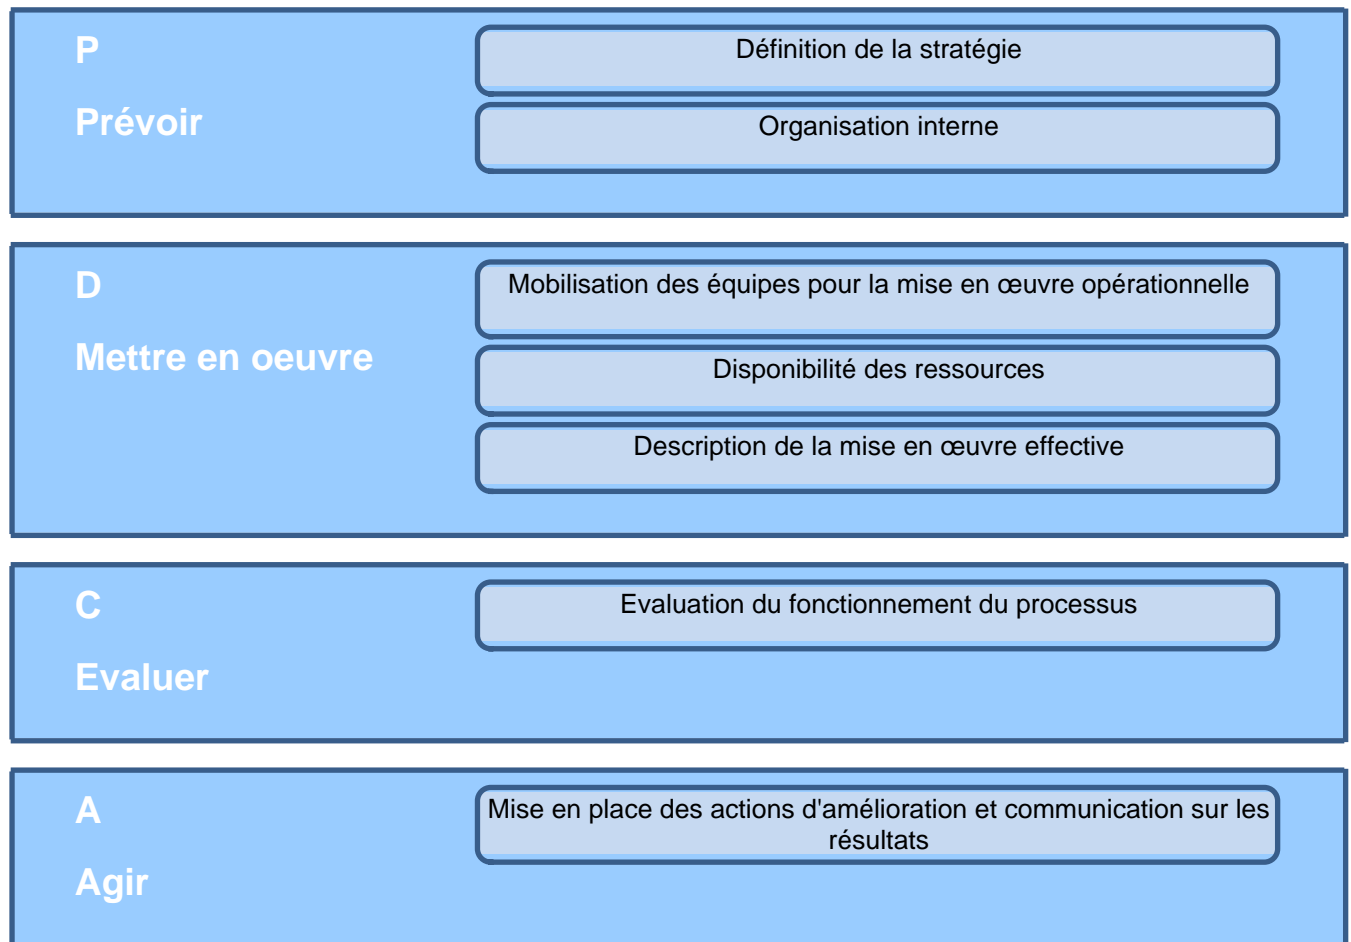 P
Définition de la stratégie
Prévoir
Organisation interne
D
Mobilisation des équipes pour la mise en œuvre opérationnelle
Mettre en oeuvre
Disponibilité des ressources
Description de la mise en œuvre effective
C
Evaluation du fonctionnement du processus
Evaluer
A
Mise en place des actions d'amélioration et communication sur les
résultats
Agir